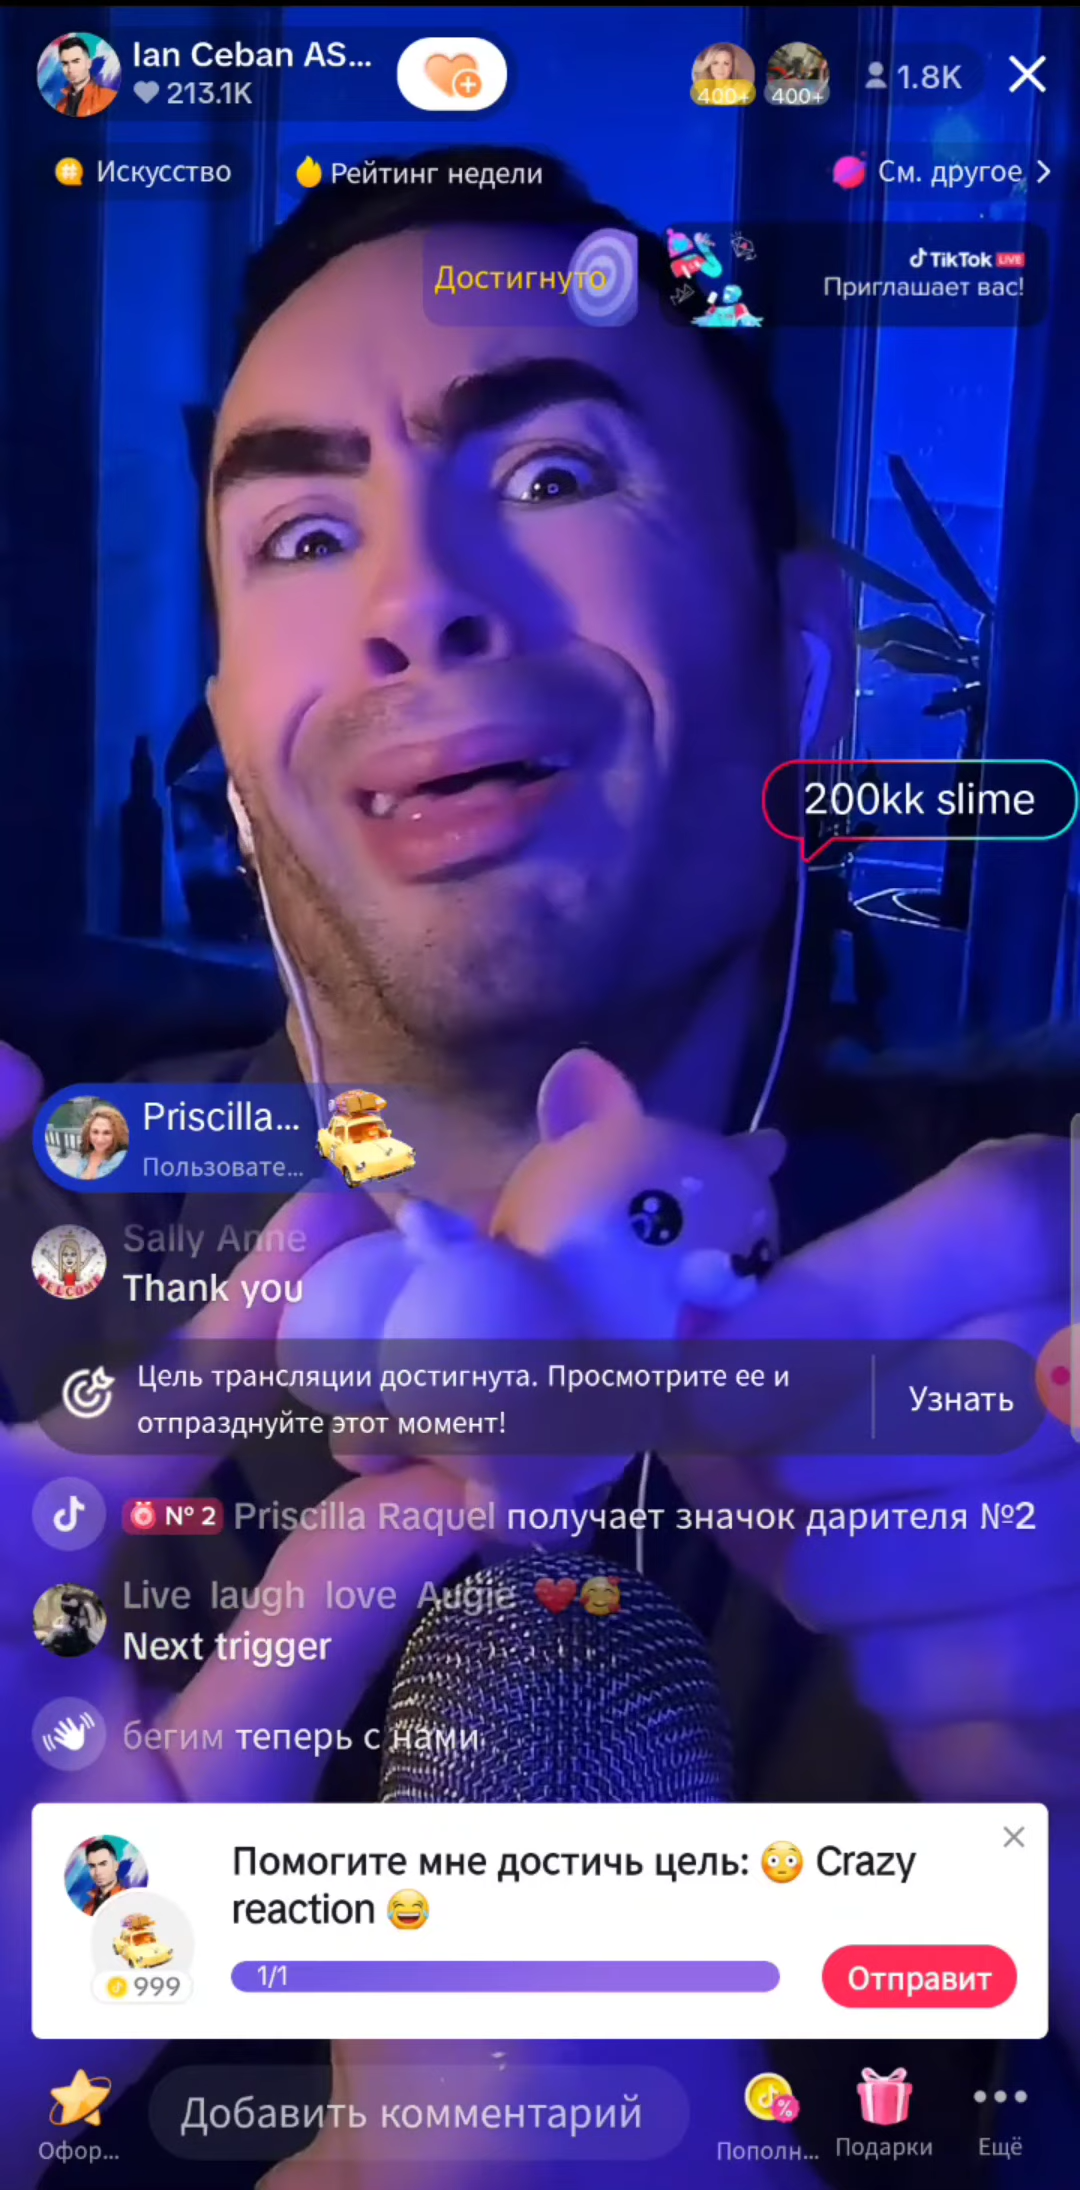 Ian Ceban AS...
213.1K
400+
400+
1.8K
Искусство
Рейтинг недели
См. другое
Достигнуто
TikTok LIVE
Приглашает вас!
200kk slime
Priscilla...
Пользовате...
Sally Anne
Thank you
Цель трансляции достигнута. Просмотрите ее и
отпразднуйте этот момент!
Узнать
№ 2 Priscilla Raquel получает значок дарителя №2
Live laugh love Augie ❤️🥰
Next trigger
бегим теперь с нами
Помогите мне достичь цель: 😳 Crazy
reaction 😂
1/1
999
Отправит
Добавить комментарий
Офор...
Пополн...
Подарки
Ещё